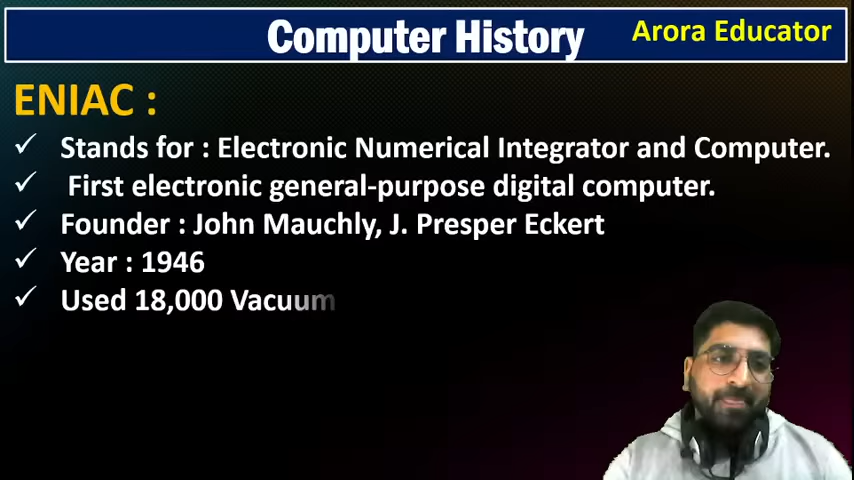 Computer History
Arora Educator
ENIAC :
✓ Stands for : Electronic Numerical Integrator and Computer.
✓ First electronic general-purpose digital computer.
✓ Founder : John Mauchly, J. Presper Eckert
✓ Year : 1946
✓ Used 18,000 Vacuum